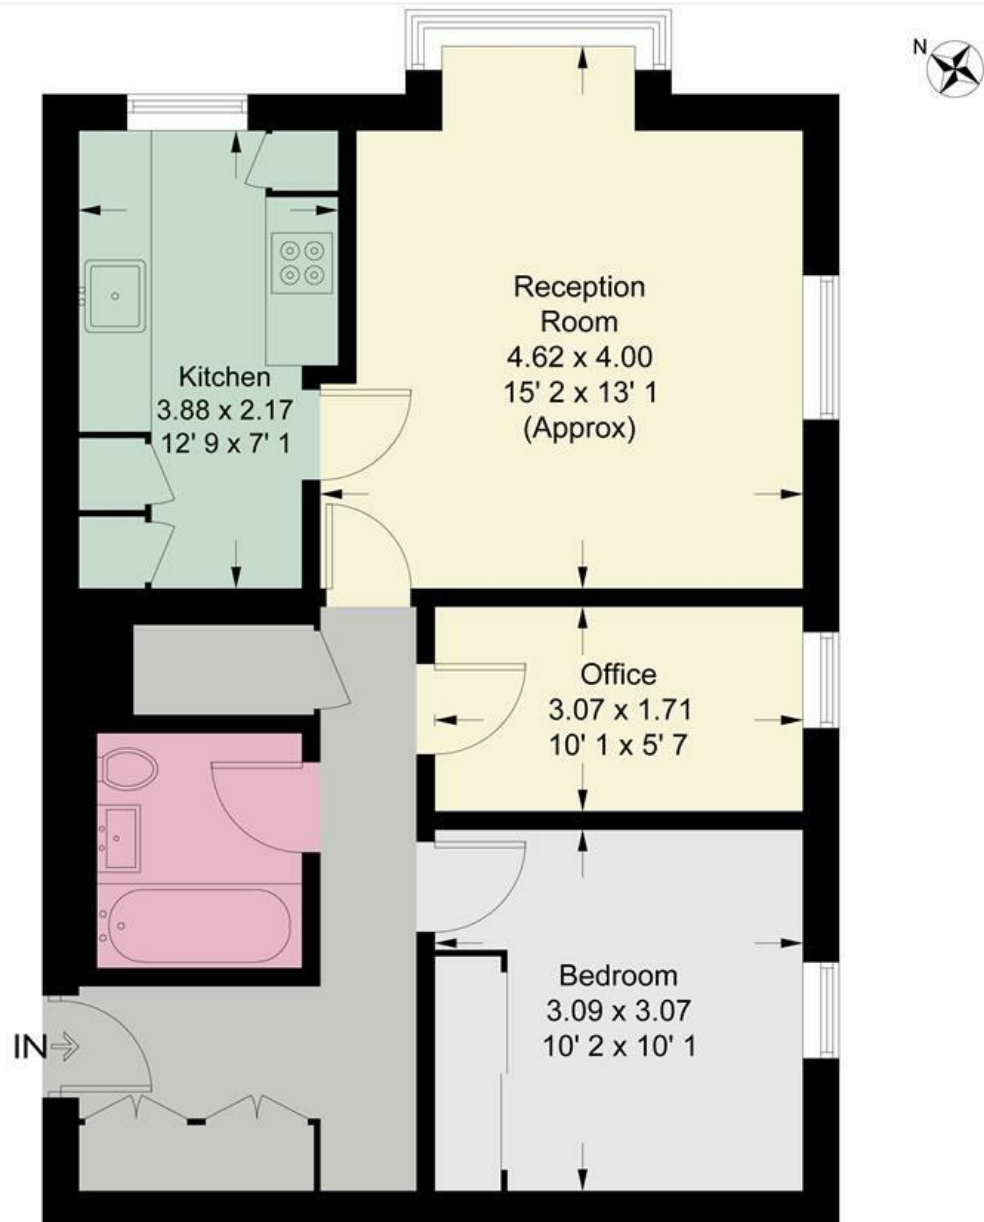 N
Reception
Room
4.62 x 4.00
15' 2 x 13' 1
(Approx)
Kitchen
3.88 x 2.17
12' 9 x 7' 1
Office
3.07 x 1.71
10' 1 x 5' 7
Bedroom
3.09 x 3.07
10' 2 x 10' 1
IN